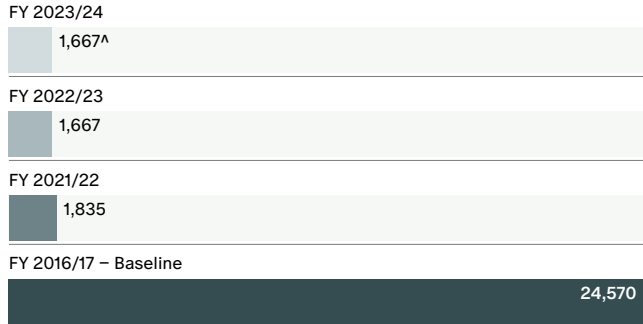 FY 2023/24
1,667^
FY 2022/23
1,667
FY 2021/22
1,835
FY 2016/17 – Baseline
24,570